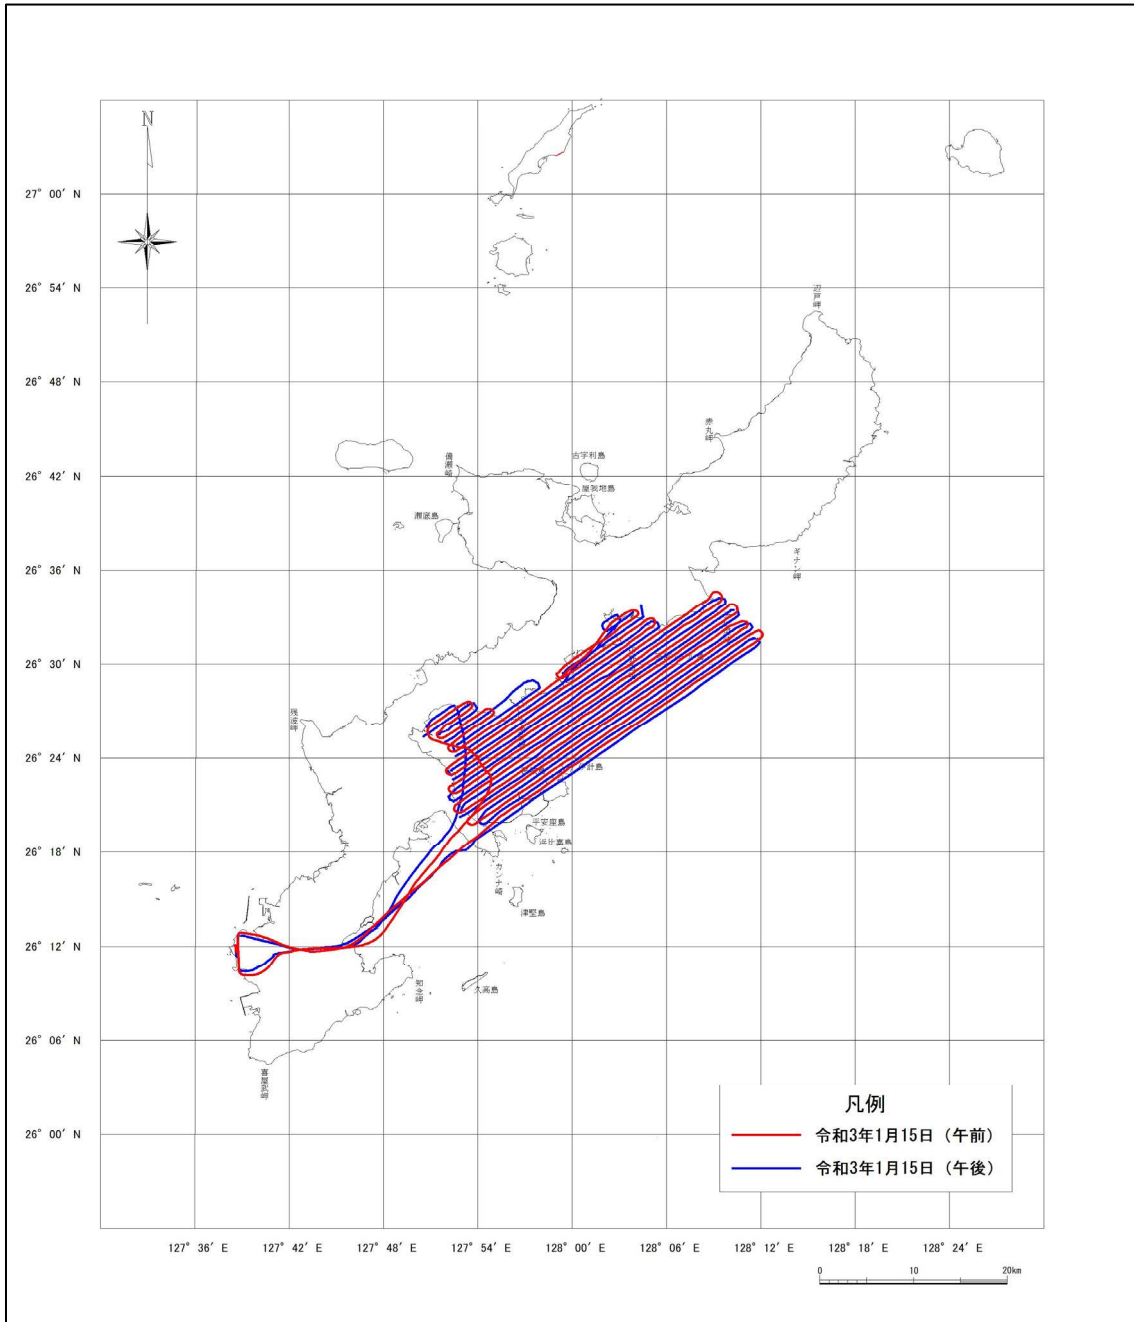 N
27° 00′ N
26° 54′ N
辺戸岬
26° 48′ N
赤丸岬
備瀬崎
古宇利島
26° 42′ N
屋我地島
瀬底島
ギナン岬
26° 36′ N
26° 30′ N
残波岬
26° 24′ N
計島
平安座島
浜比嘉島
26° 18′ N
カンナ崎
津堅島
26° 12′ N
知念岬
久高島
26° 06′ N
喜屋武岬
凡例
26° 00′ N
令和3年1月15日（午前）
令和3年1月15日（午後）
127° 36′ E 127° 42′ E 127° 48′ E 127° 54′ E 128° 00′ E 128° 06′ E 128° 12′ E 128° 18′ E 128° 24′ E
0 10 20km